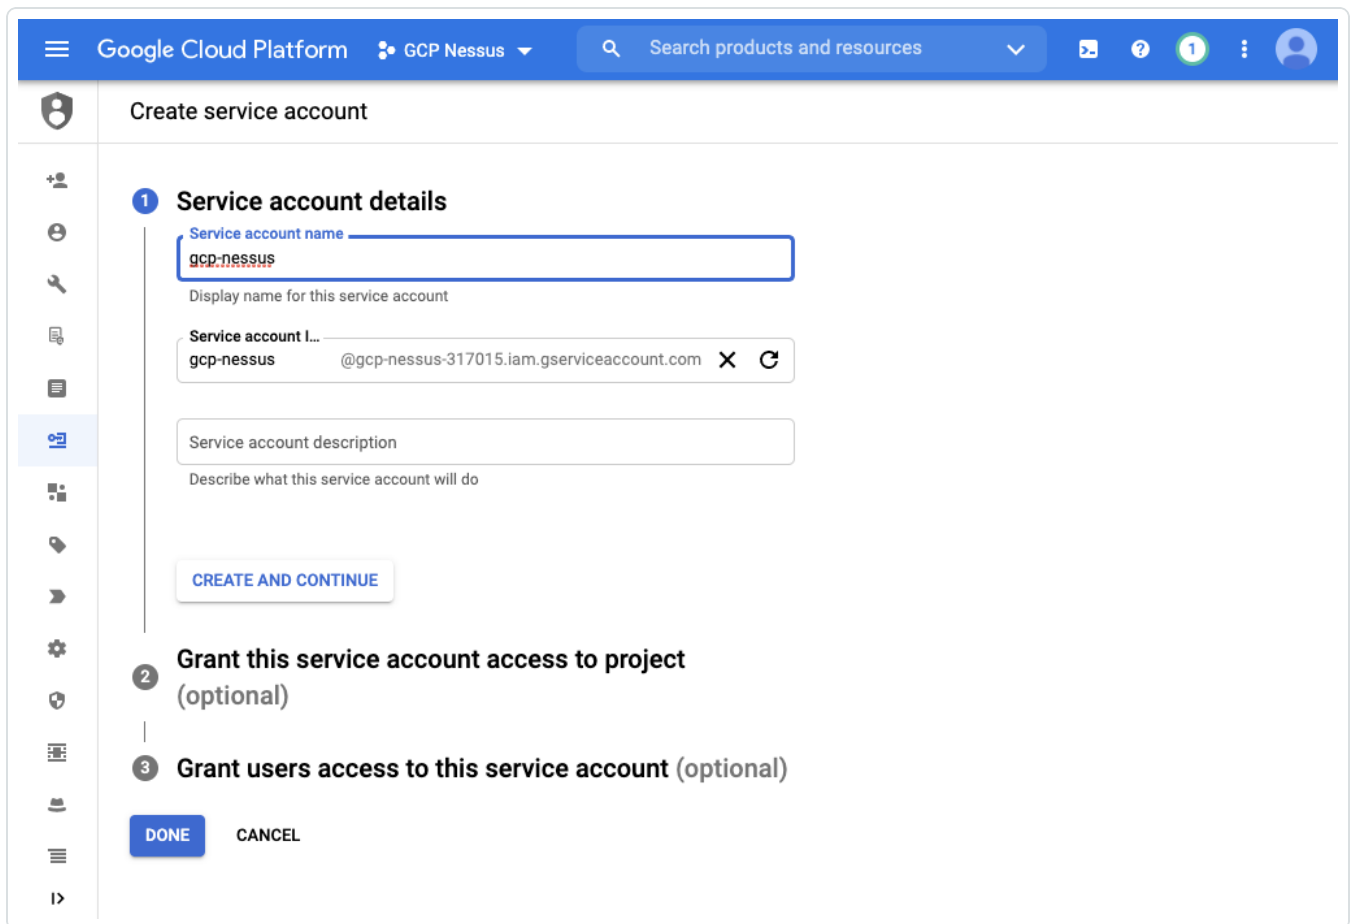 Google Cloud Platform GCP Nessus Search products and resources 1
Create service account
1 Service account details
Service account name
gcp-nessus
Display name for this service account
Service account I...
gcp-nessus @gcp-nessus-317015.iam.gserviceaccount.com
Service account description
Describe what this service account will do
CREATE AND CONTINUE
2 Grant this service account access to project
(optional)
3 Grant users access to this service account (optional)
DONE CANCEL